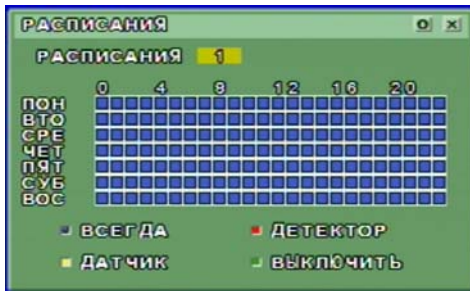 РАСПИСАНИЯ
РАСПИСАНИЯ 1
0 4 8 12 16 20
ПОН
ВТО
СРЕ
ЧЕТ
ПЯТ
СУБ
ВОС
ВСЕГДА ДЕТЕКТОР
ДАТЧИК ВЫКЛЮЧИТЬ